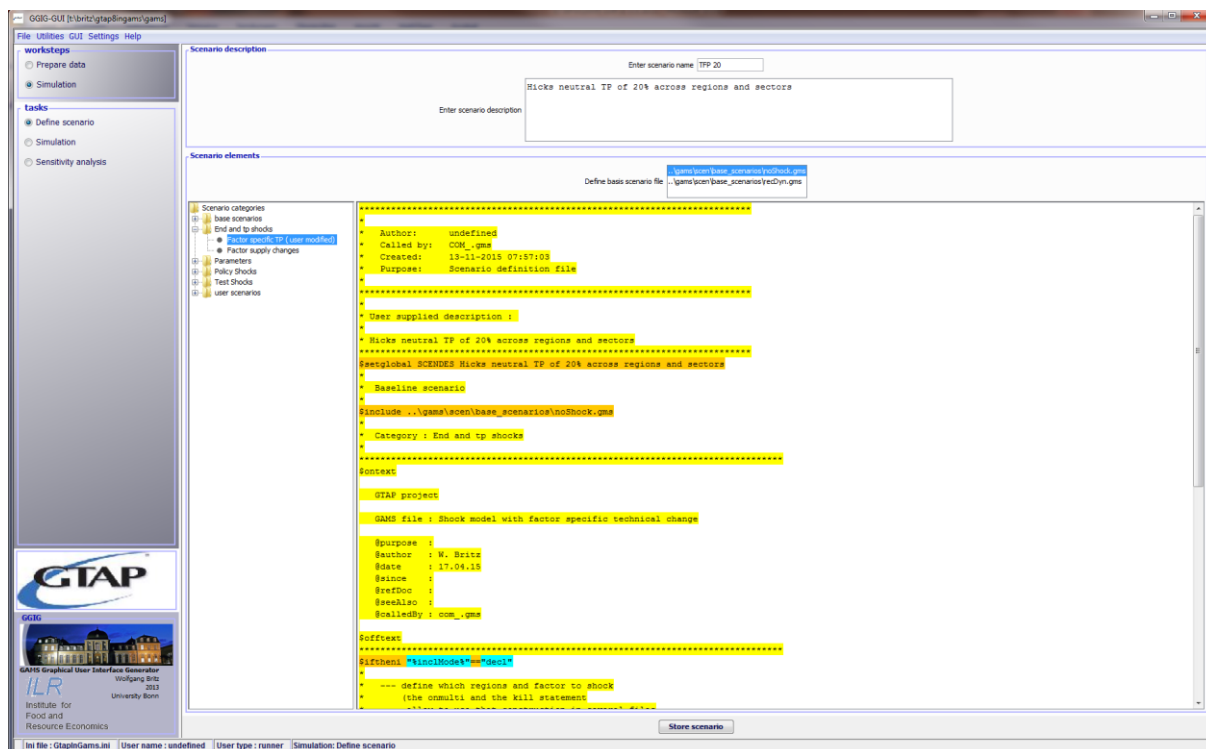 GGIG-GUI [t:\britz\gtap8ingams\gams]
File Utilities GUI Settings Help
worksteps
Prepare data
Simulation
tasks
Define scenario
Simulation
Sensitivity analysis
Scenario description
Enter scenario name TFP 20
Enter scenario description
Hicks neutral TP of 20% across regions and sectors
Scenario elements
Define basis scenario file
..\gams\scen\base_scenarios\noShock.gms
..\gams\scen\base_scenarios\recDyn.gms
Scenario categories
base scenarios
End and tp shocks
Factor specific TP ( user modified)
Factor supply changes
Parameters
Policy Shocks
Test Shocks
user scenarios
********************************************************************************
*
* Author: undefined
* Called by: COM_.gms
* Created: 13-11-2015 07:57:03
* Purpose: Scenario definition file
*
********************************************************************************
*
* User supplied description :
*
* Hicks neutral TP of 20% across regions and sectors
********************************************************************************
$setglobal SCENDES Hicks neutral TP of 20% across regions and sectors
*
* Baseline scenario
*
$include ..\gams\scen\base_scenarios\noShock.gms
*
* Category : End and tp shocks
*
********************************************************************************
$ontext
GTAP project
GAMS file : Shock model with factor specific technical change
@purpose :
@author : W. Britz
@date : 17.04.15
@since :
@refDoc :
@seeAlso :
@calledBy : com_.gms
$offtext
********************************************************************************
$iftheni "%inclMode%"=="decl"
*
* --- define which regions and factor to shock
* (the onmulti and the kill statement
* allow to use that construction in several files
Store scenario
GTAP
GGIG
GAMS Graphical User Interface Generator
Wolfgang Britz
2013
University Bonn
ILR
Institute for
Food and
Resource Economics
Ini file : GtapInGams.ini User name : undefined User type : runner Simulation: Define scenario